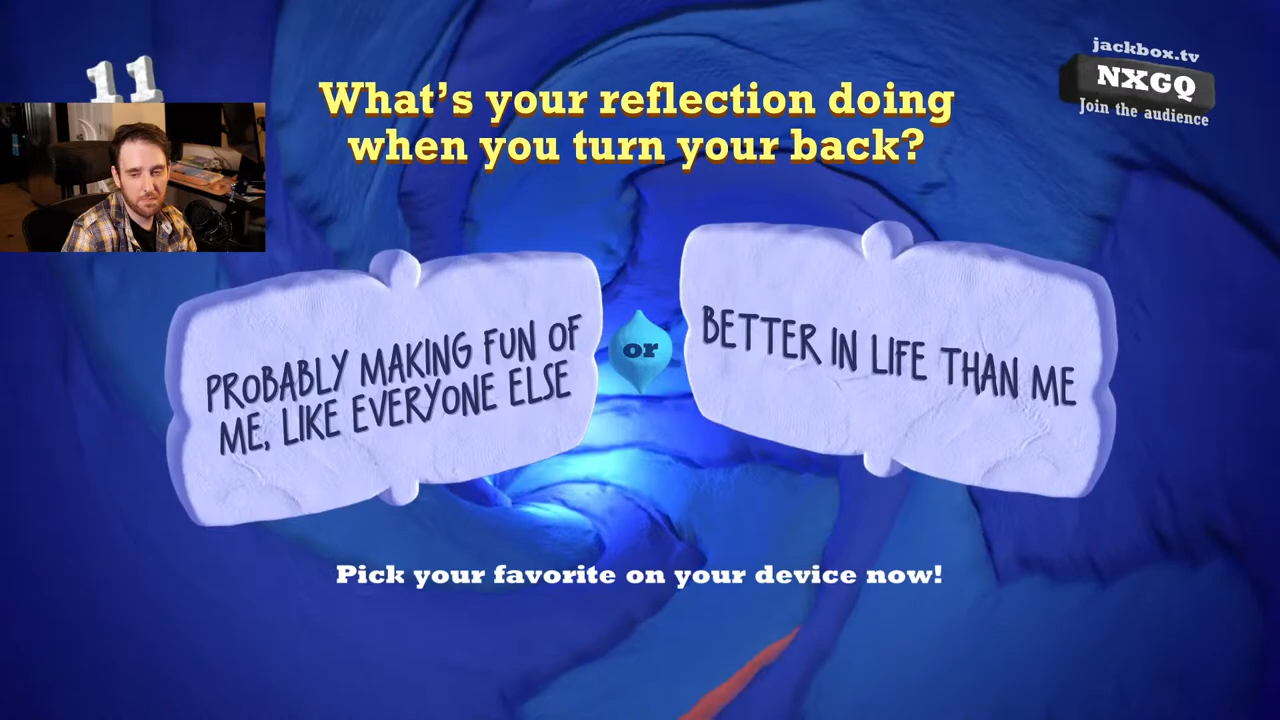 11
jackbox.tv
NXGQ
Join the audience
What's your reflection doing
when you turn your back?
PROBABLY MAKING FUN OF
ME, LIKE EVERYONE ELSE
or
BETTER IN LIFE THAN ME
Pick your favorite on your device now!